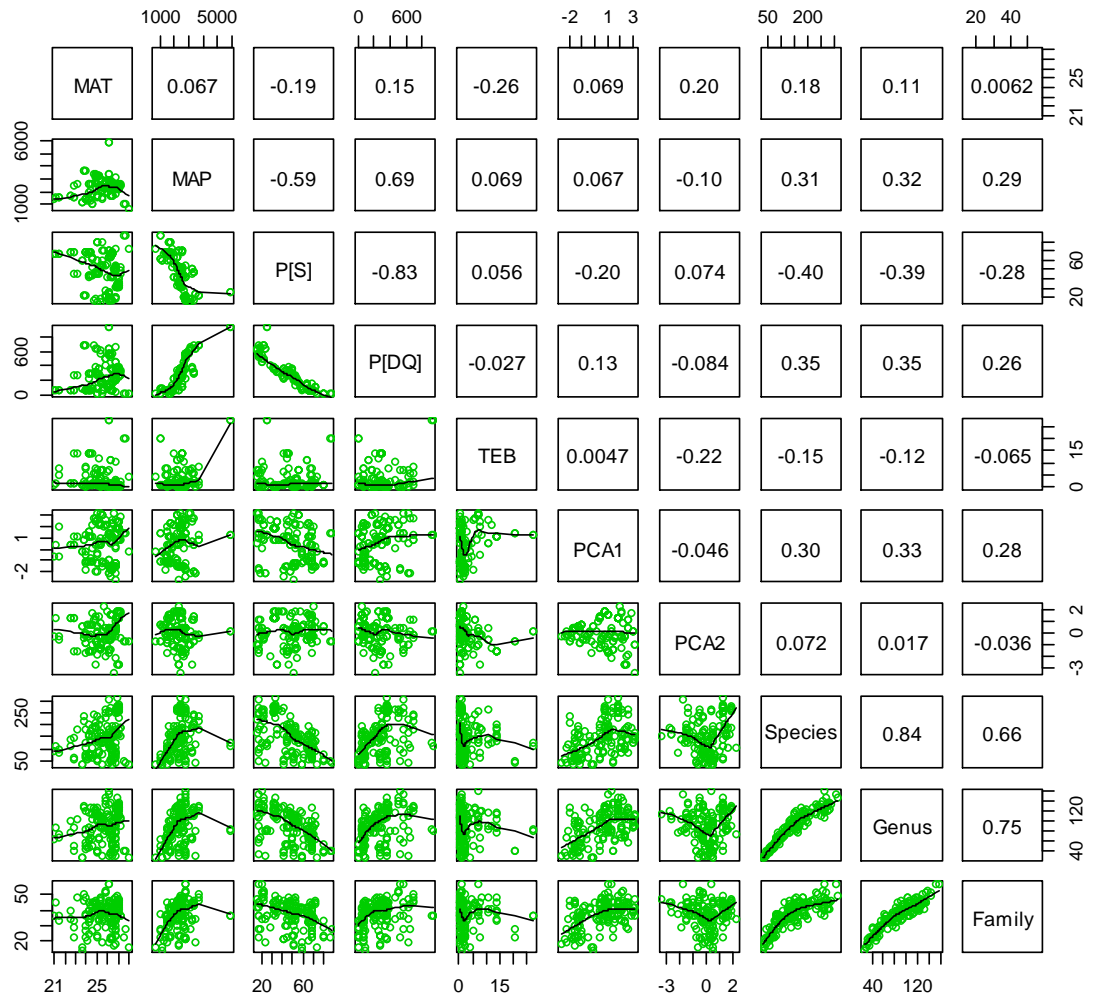 1000 5000 0 600 -2 1 3 50 200 20 40
MAT 0.067 -0.19 0.15 -0.26 0.069 0.20 0.18 0.11 0.0062 21 25
1000 6000 MAP -0.59 0.69 0.069 0.067 -0.10 0.31 0.32 0.29
P[S] -0.83 0.056 -0.20 0.074 -0.40 -0.39 -0.28 20 60
0 600 P[DQ] -0.027 0.13 -0.084 0.35 0.35 0.26
TEB 0.0047 -0.22 -0.15 -0.12 -0.065 0 15
-2 1 PCA1 -0.046 0.30 0.33 0.28
PCA2 0.072 0.017 -0.036 -3 0 2
50 250 Species 0.84 0.66
Genus 0.75 40 120
20 50 Family
21 25 20 60 0 15 -3 0 2 40 120